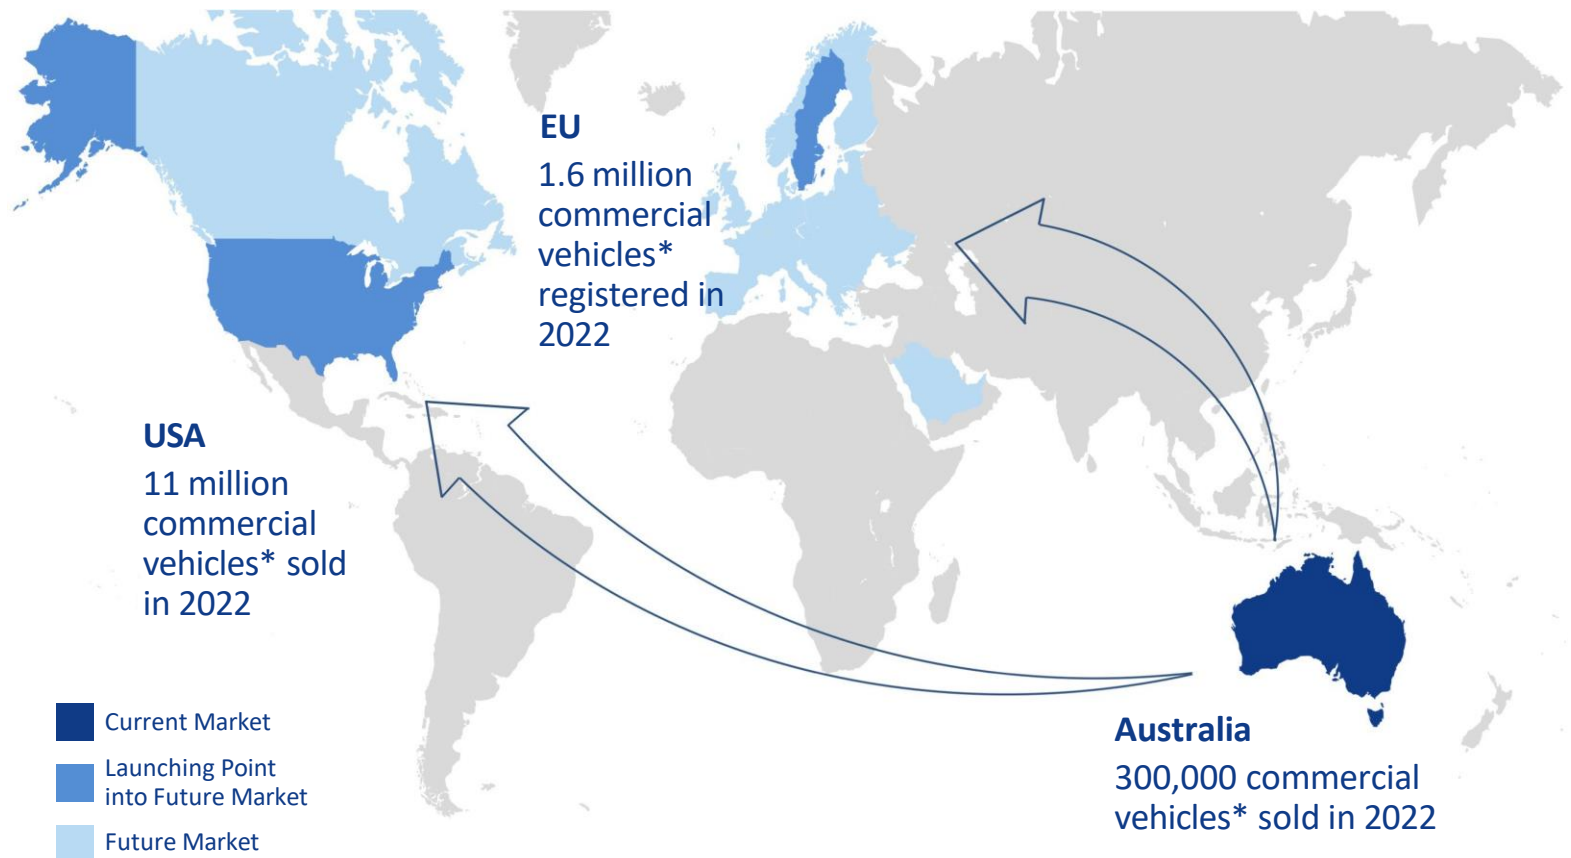 EU
1.6 million
commercial
vehicles*
registered in
2022
USA
11 million
commercial
vehicles* sold
in 2022
Australia
300,000 commercial
vehicles* sold in 2022
Current Market
Launching Point
into Future Market
Future Market